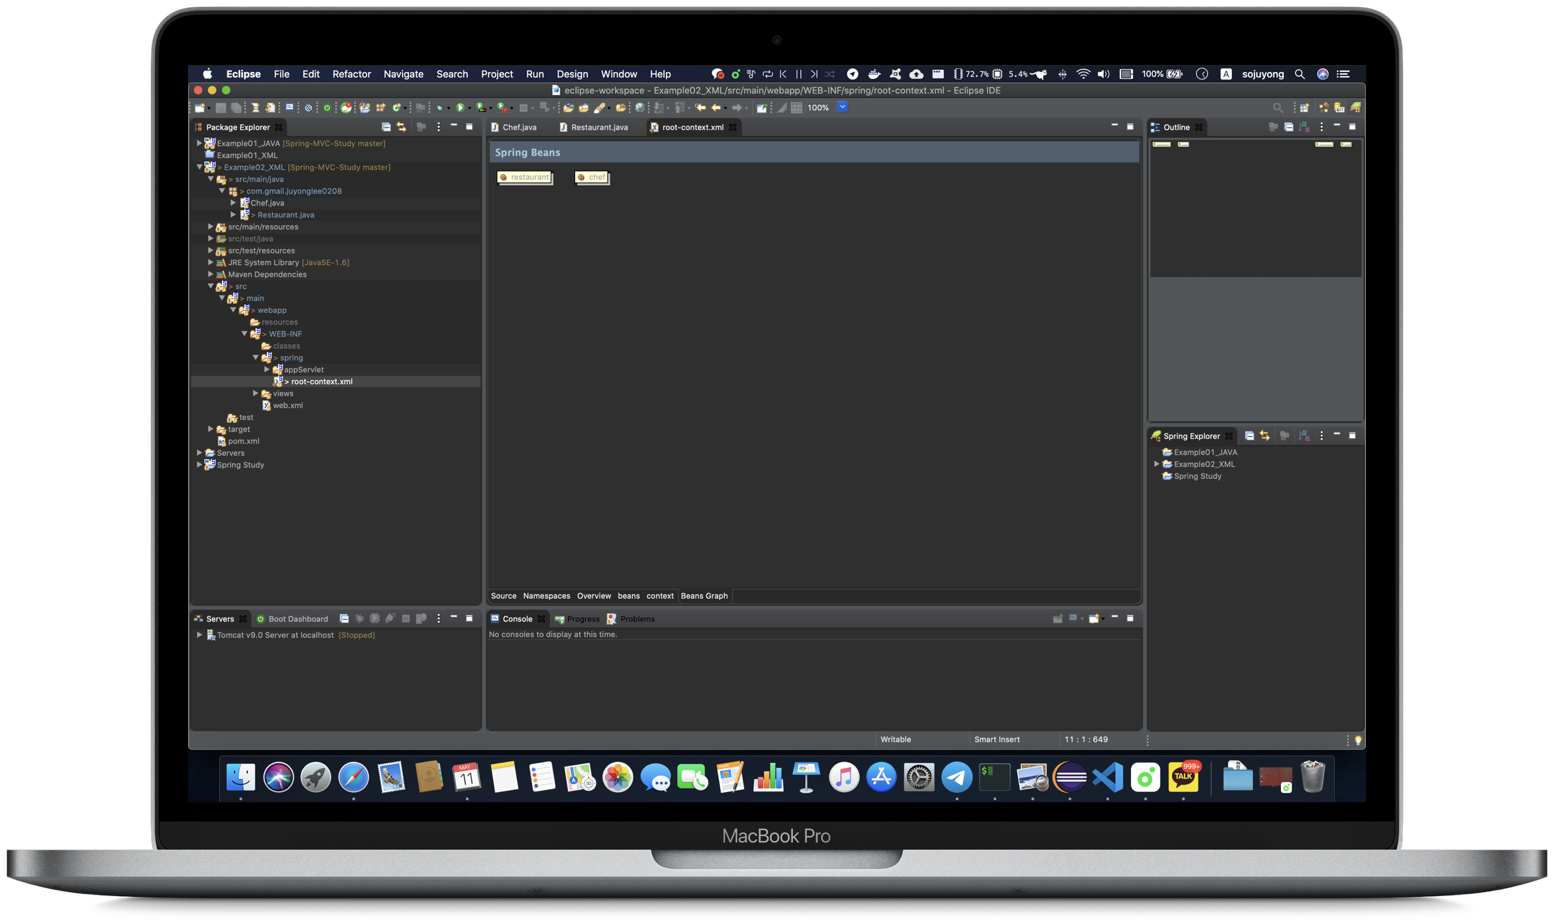 Eclipse File Edit Refactor Navigate Search Project Run Design Window Help 72.7% 5.4% 100% A sojuyong
eclipse-workspace - Example02_XML/src/main/webapp/WEB-INF/spring/root-context.xml - Eclipse IDE
100%
Package Explorer
Example01_JAVA [Spring-MVC-Study master]
Example01_XML
> Example02_XML [Spring-MVC-Study master]
> src/main/java
> com.gmail.juyonglee0208
Chef.java
> Restaurant.java
src/main/resources
src/test/java
src/test/resources
JRE System Library [JavaSE-1.6]
Maven Dependencies
> src
> main
> webapp
resources
> WEB-INF
classes
> spring
appServlet
> root-context.xml
views
web.xml
test
target
pom.xml
Servers
Spring Study
Chef.java Restaurant.java root-context.xml
Spring Beans
restaurant chef
Source Namespaces Overview beans context Beans Graph
Outline
Spring Explorer
Example01_JAVA
Example02_XML
Spring Study
Servers Boot Dashboard
Tomcat v9.0 Server at localhost [Stopped]
Console Progress Problems
No consoles to display at this time.
Writable Smart Insert 11 : 1 : 649
MAY
11
$
999+
TALK
MacBook Pro